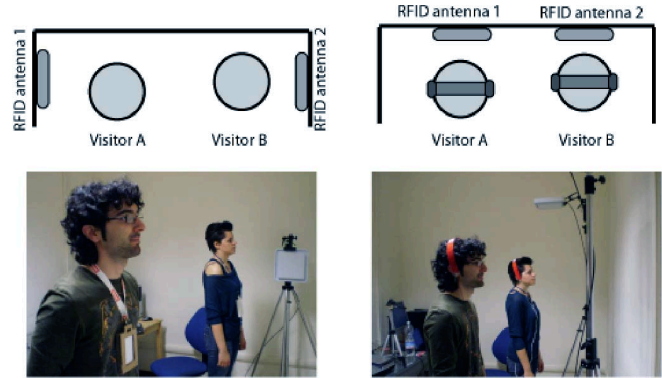 RFID antenna 1
RFID antenna 2
Visitor A
Visitor B
RFID antenna 1
RFID antenna 2
Visitor A
Visitor B